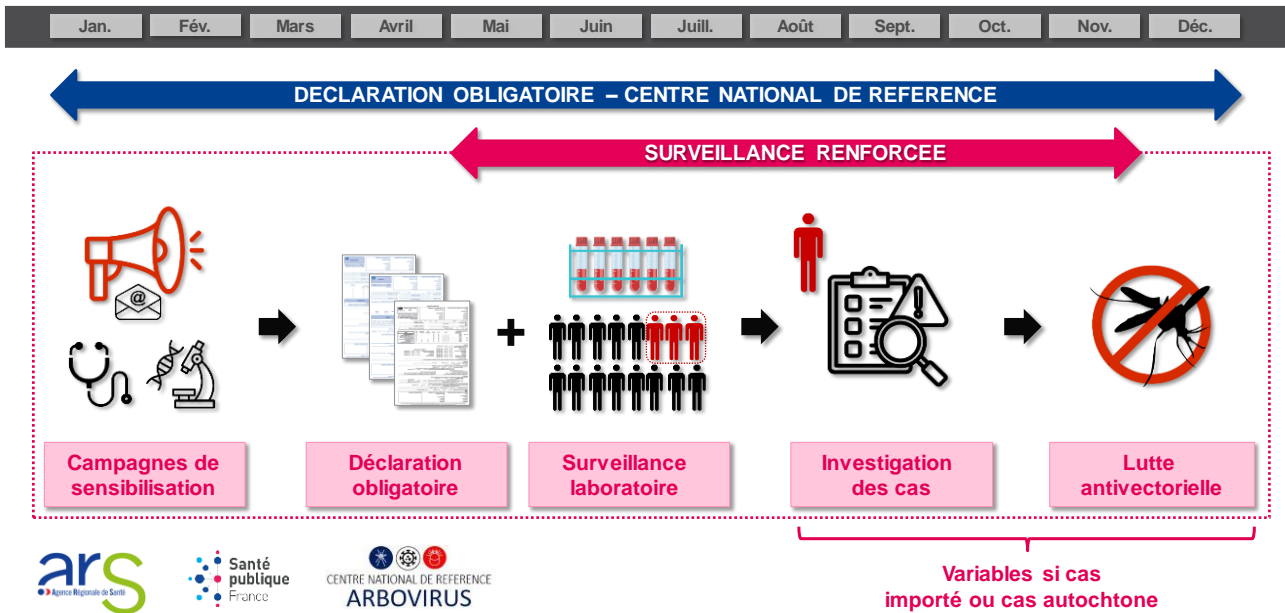 Jan. Fév. Mars Avril Mai Juin Juill. Août Sept. Oct. Nov. Déc.
DECLARATION OBLIGATOIRE – CENTRE NATIONAL DE REFERENCE
SURVEILLANCE RENFORCEE
@
Campagnes de
sensibilisation
Déclaration
obligatoire
Surveillance
laboratoire
Investigation
des cas
Lutte
antivectorielle
ars
Agence Régionale de Santé
Santé
publique
France
CENTRE NATIONAL DE REFERENCE
ARBOVIRUS
Variables si cas
importé ou cas autochtone